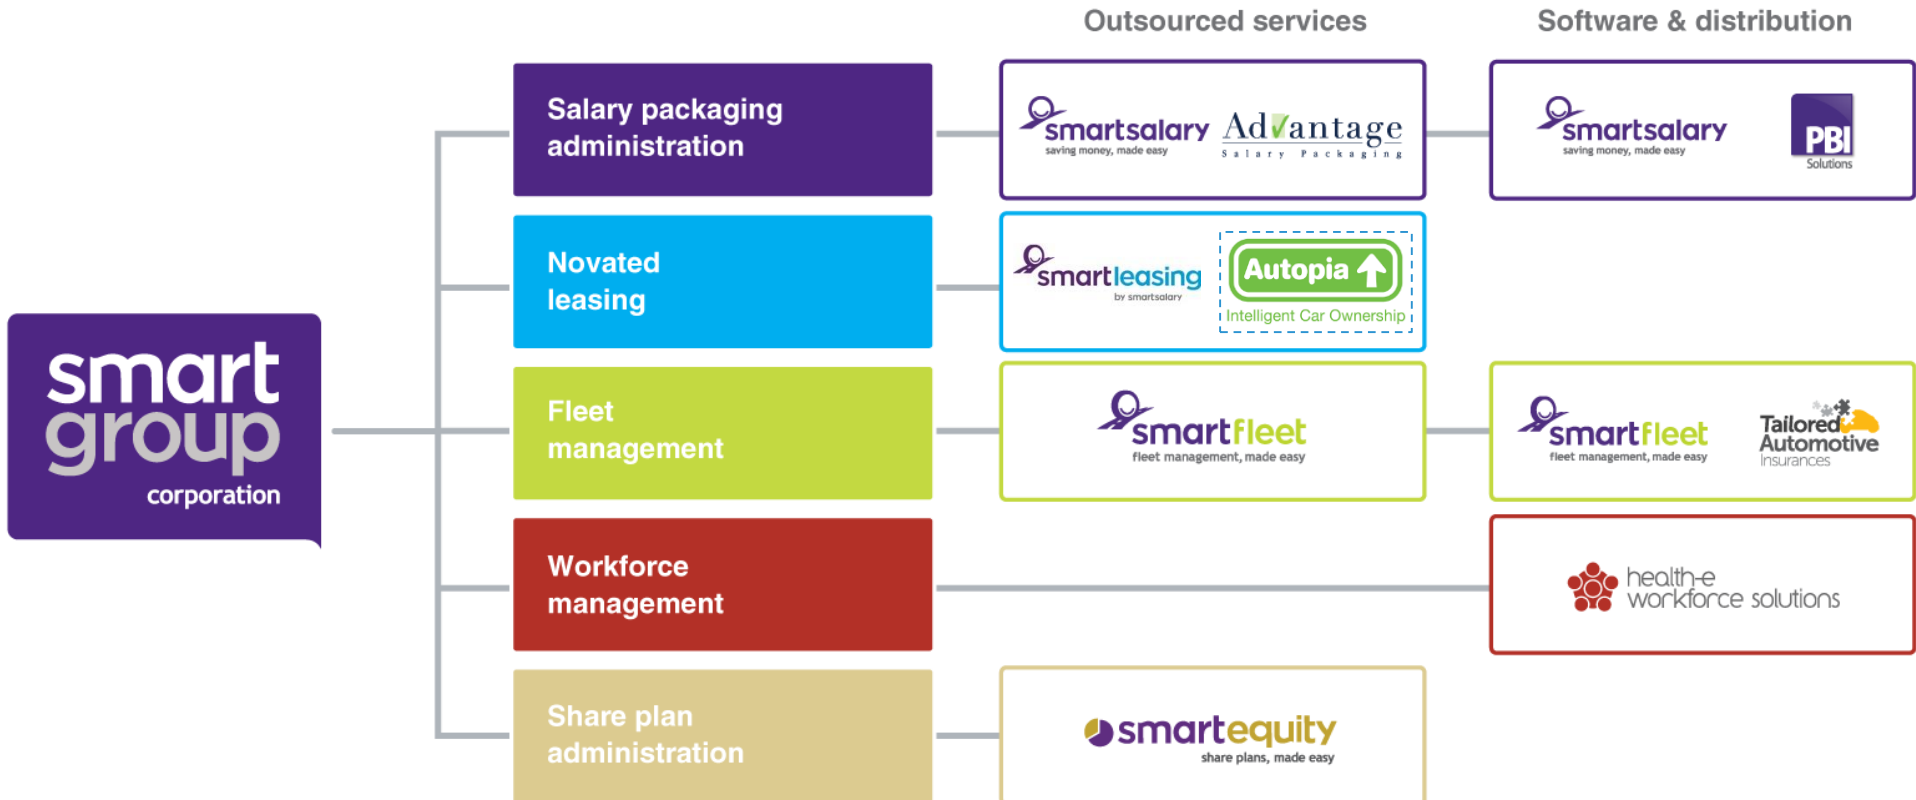 Outsourced services
Software & distribution
smart
group
corporation
Salary packaging
administration
smartsalary
saving money, made easy
Advantage
Salary Packaging
smartsalary
saving money, made easy
PBI
Solutions
Novated
leasing
smartleasing
by smartsalary
Autopia
Intelligent Car Ownership
Fleet
management
smartfleet
fleet management, made easy
smartfleet
fleet management, made easy
Tailored
Automotive
Insurances
Workforce
management
health-e
workforce solutions
Share plan
administration
smartequity
share plans, made easy